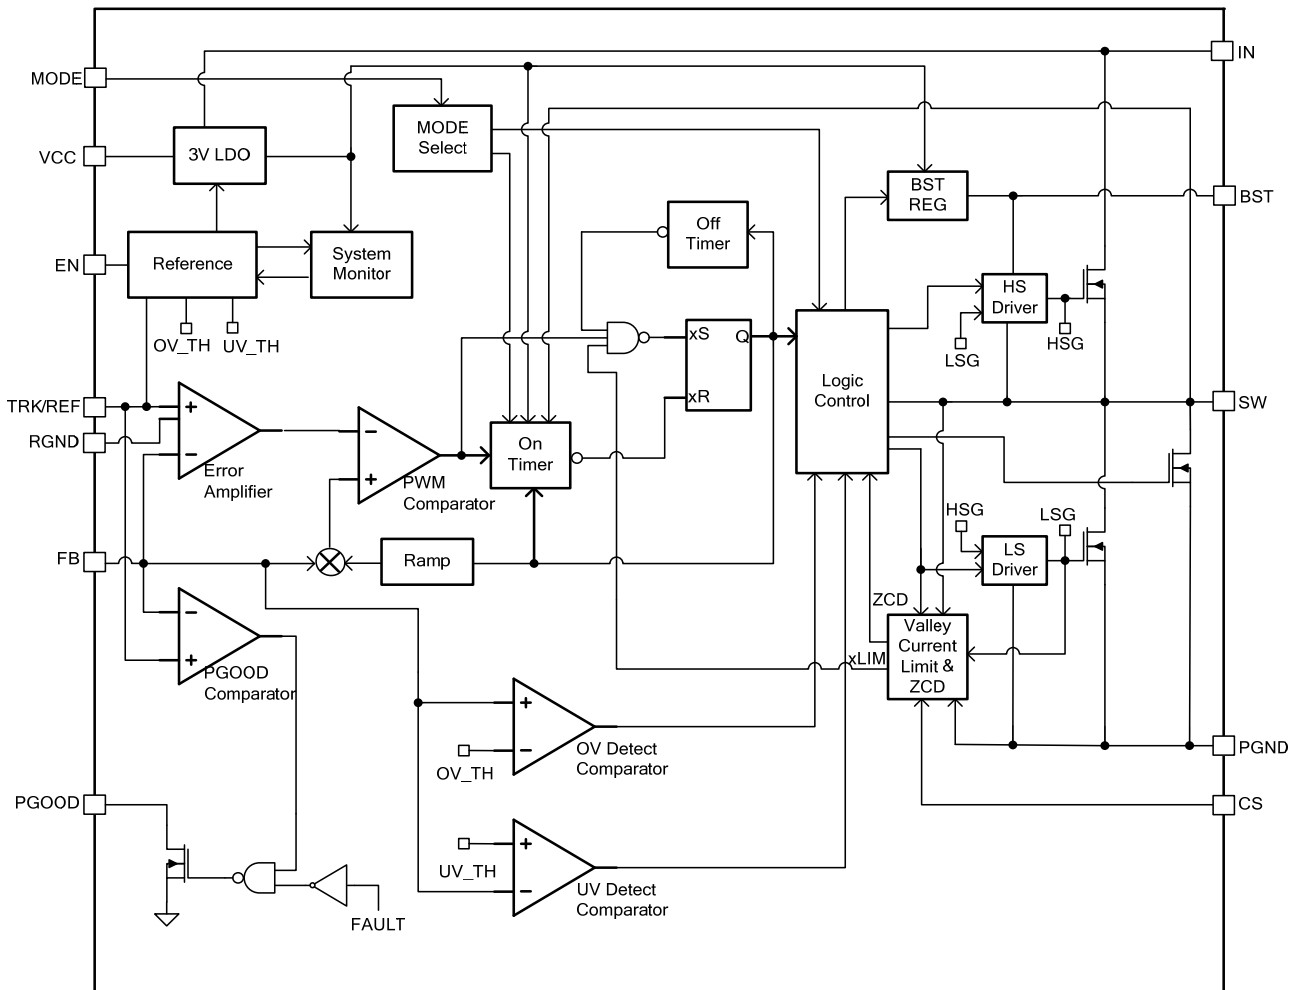 IN
MODE
MODE
Select
VCC
3V LDO
BST
REG
BST
Off
Timer
EN
Reference
System
Monitor
HS
Driver
OV_TH
UV_TH
LSG
HSG
xS
Q
xR
Logic
Control
TRK/REF
+
SW
RGND
−
Error
Amplifier
−
+
PWM
Comparator
On
Timer
HSG
LSG
FB
Ramp
LS
Driver
ZCD
Valley
Current
Limit &
ZCD
xLIM
−
+
PGOOD
Comparator
+
−
OV_TH
OV Detect
Comparator
PGND
PGOOD
CS
+
−
UV_TH
UV Detect
Comparator
FAULT